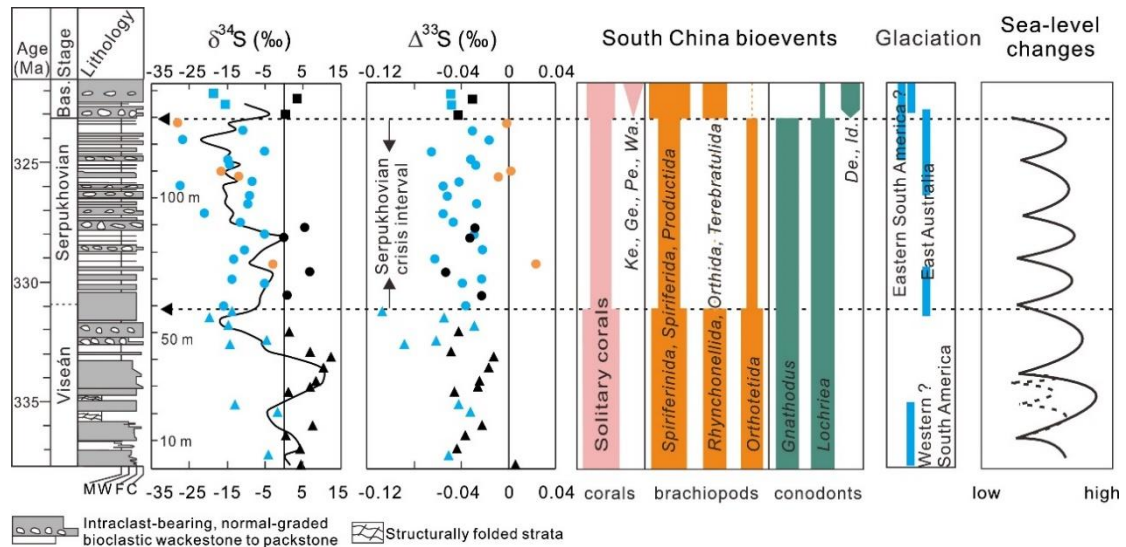 Age
(Ma)
Stage
Lithology
δ³⁴S (‰)
Δ³³S (‰)
South China bioevents
Glaciation
Sea-level
changes
-35 -25 -15 -5 5 15
-0.12 -0.04 0 0.04
Bas.
Serpukhovian
Viseán
325
330
335
100 m
50 m
10 m
Serpukhovian
crisis interval
Solitary corals
Ke., Ge., Pe., Wa.
Spiriferinida, Spiriferida, Productida
Rhynchonellida, Orthida, Terebratulida
Orthotetida
Gnathodus
Lochriea
De., Id.
Eastern South America ?
East Australia
Western ?
South America
MWFC
-35 -25 -15 -5 5 15
-0.12 -0.04 0 0.04
corals brachiopods conodonts
low high
Intraclast-bearing, normal-graded
bioclastic wackestone to packstone
Structurally folded strata